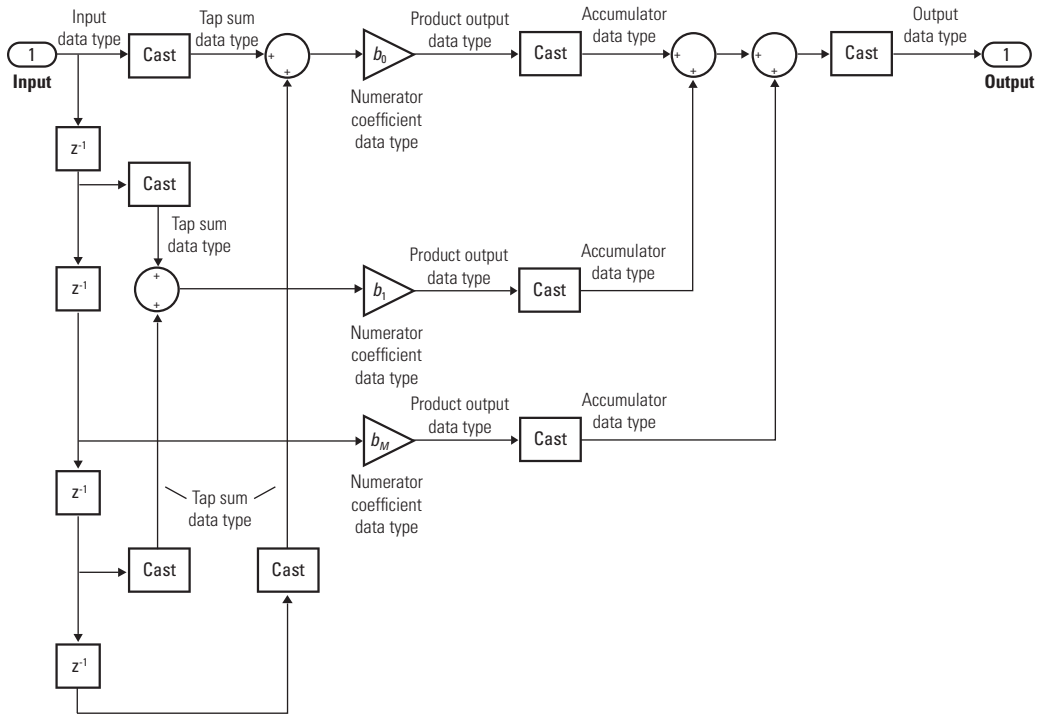 Input
data type
Tap sum
data type
Product output
data type
Accumulator
data type
Output
data type
1
Input
Cast
+
+
b0
Cast
+
+
+
+
Cast
1
Output
Numerator
coefficient
data type
z-1
Cast
Tap sum
data type
z-1
+
+
b1
Product output
data type
Cast
Accumulator
data type
Numerator
coefficient
data type
bM
Product output
data type
Cast
Accumulator
data type
Numerator
coefficient
data type
z-1
Tap sum
data type
Cast
Cast
z-1